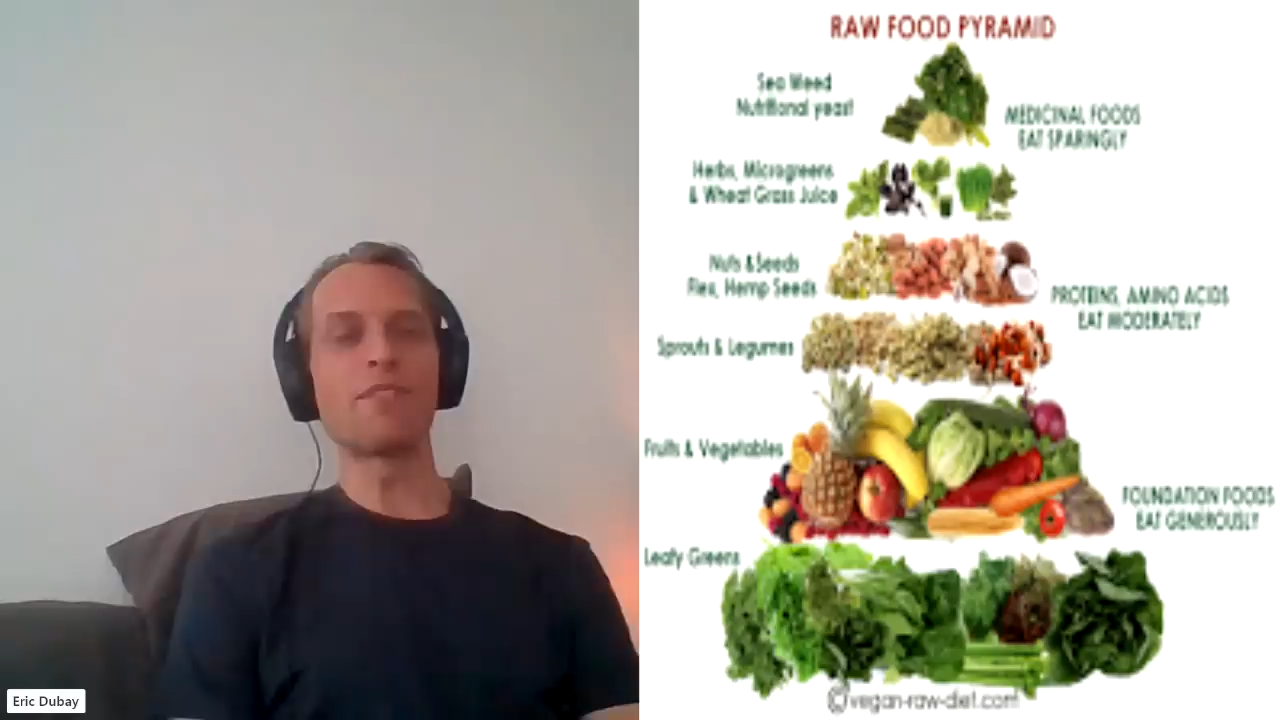 RAW FOOD PYRAMID
Sea Weed
Nutritional yeast
MEDICINAL FOODS
EAT SPARINGLY
Herbs, Microgreens
& Wheat Grass Juice
Nuts &Seeds
Flex, Hemp Seeds
PROTEINS, AMINO ACIDS
EAT MODERATELY
Sprouts & Legumes
Fruits & Vegetables
FOUNDATION FOODS
EAT GENEROUSLY
Leafy Greens
©vegan-raw-diet.com
Eric Dubay